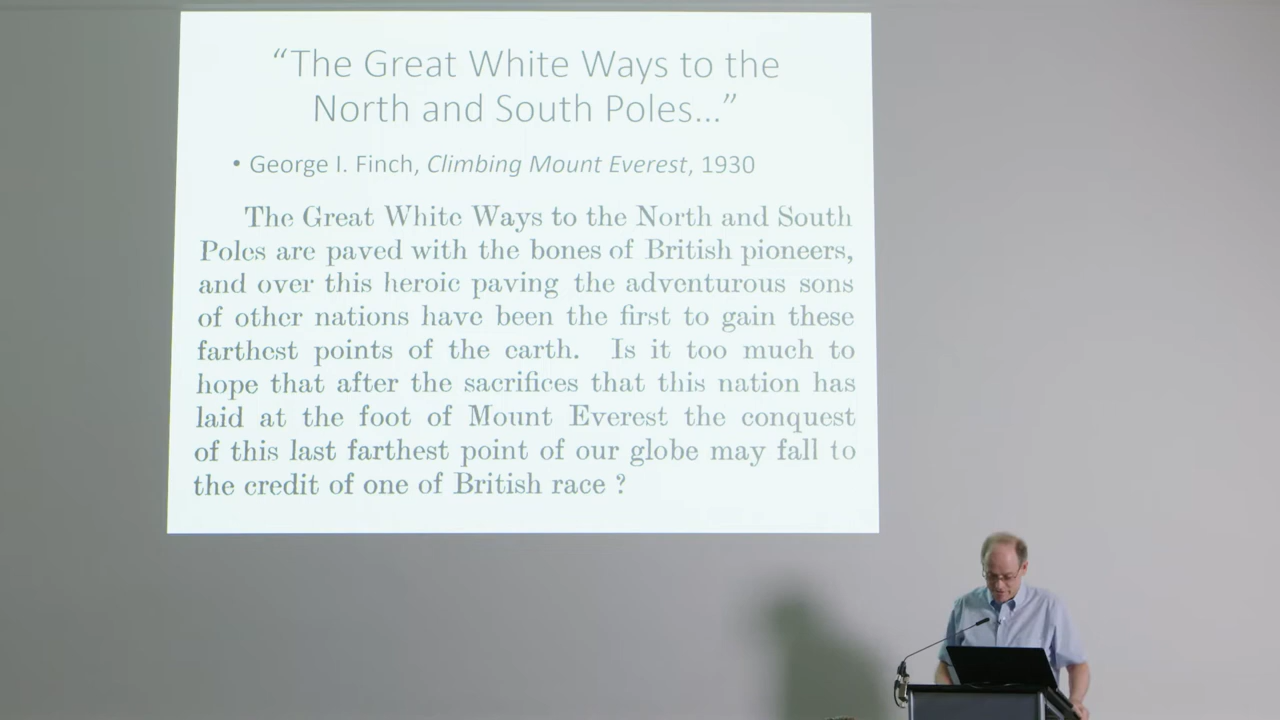 “The Great White Ways to the
North and South Poles...”
• George I. Finch, Climbing Mount Everest, 1930
The Great White Ways to the North and South
Poles are paved with the bones of British pioneers,
and over this heroic paving the adventurous sons
of other nations have been the first to gain these
farthest points of the earth. Is it too much to
hope that after the sacrifices that this nation has
laid at the foot of Mount Everest the conquest
of this last farthest point of our globe may fall to
the credit of one of British race ?